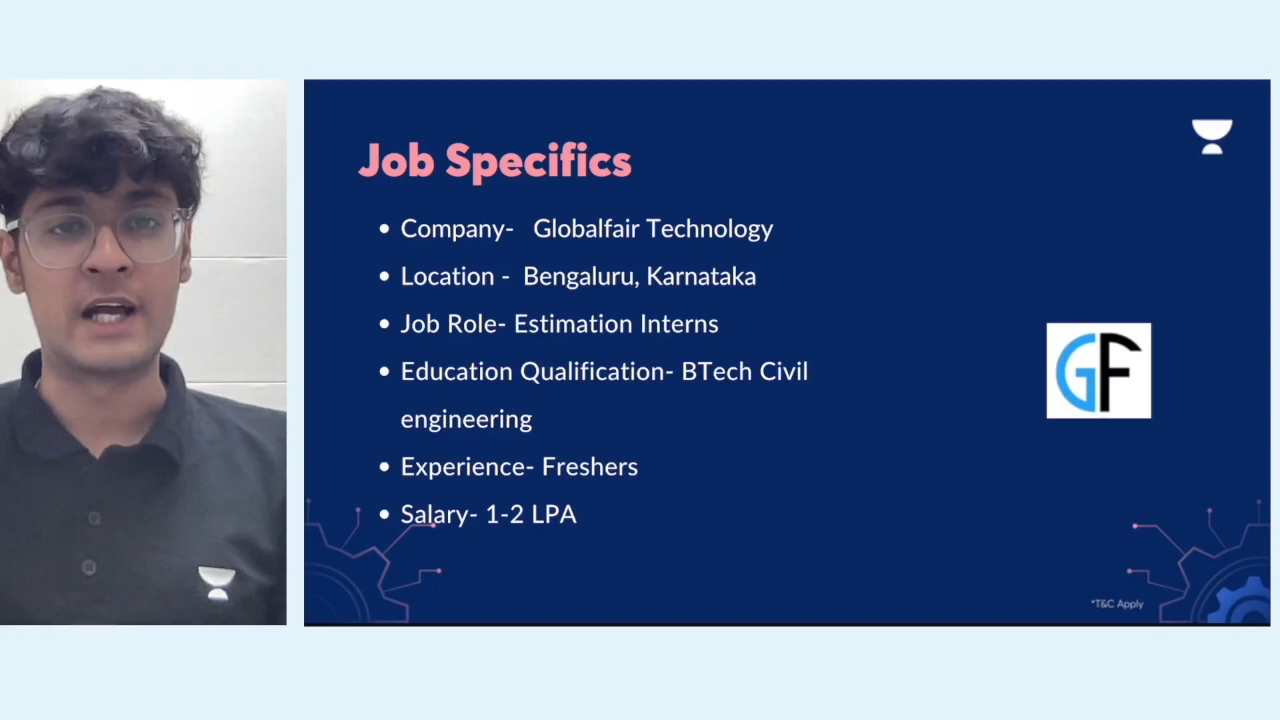 Job Specifics
Company- Globalfair Technology
Location - Bengaluru, Karnataka
Job Role- Estimation Interns
Education Qualification- BTech Civil
engineering
Experience- Freshers
Salary- 1-2 LPA
GF
*T&C Apply